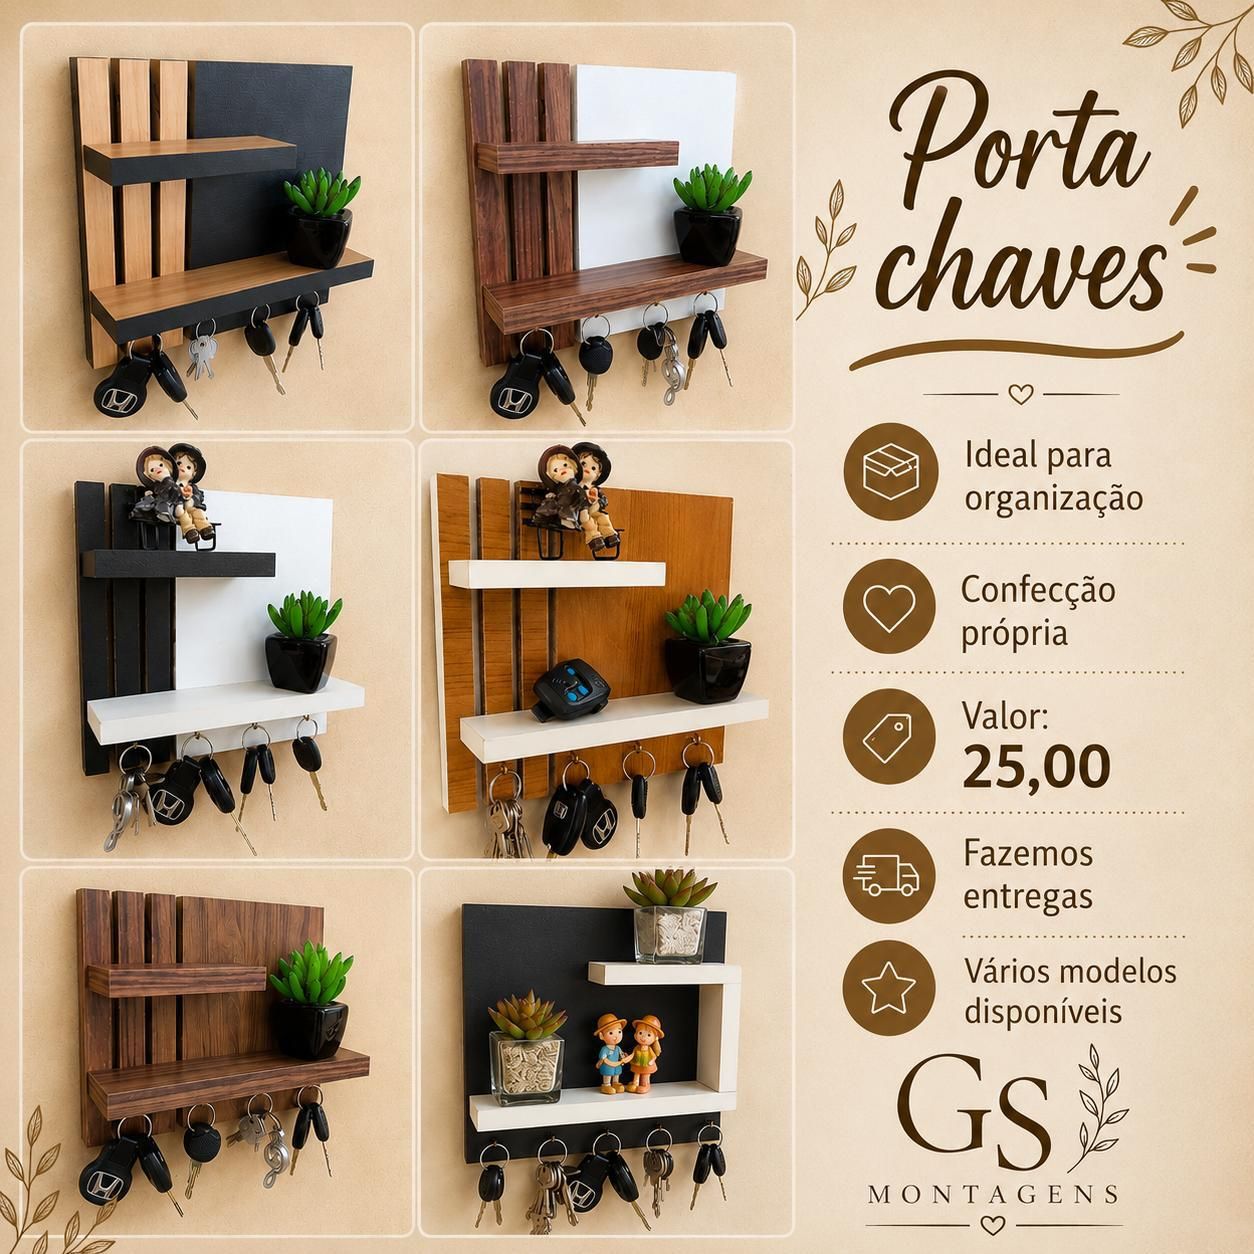 Porta
chaves
Ideal para
organização
Confecção
própria
Valor:
25,00
Fazemos
entregas
Vários modelos
disponíveis
GS
MONTAGENS